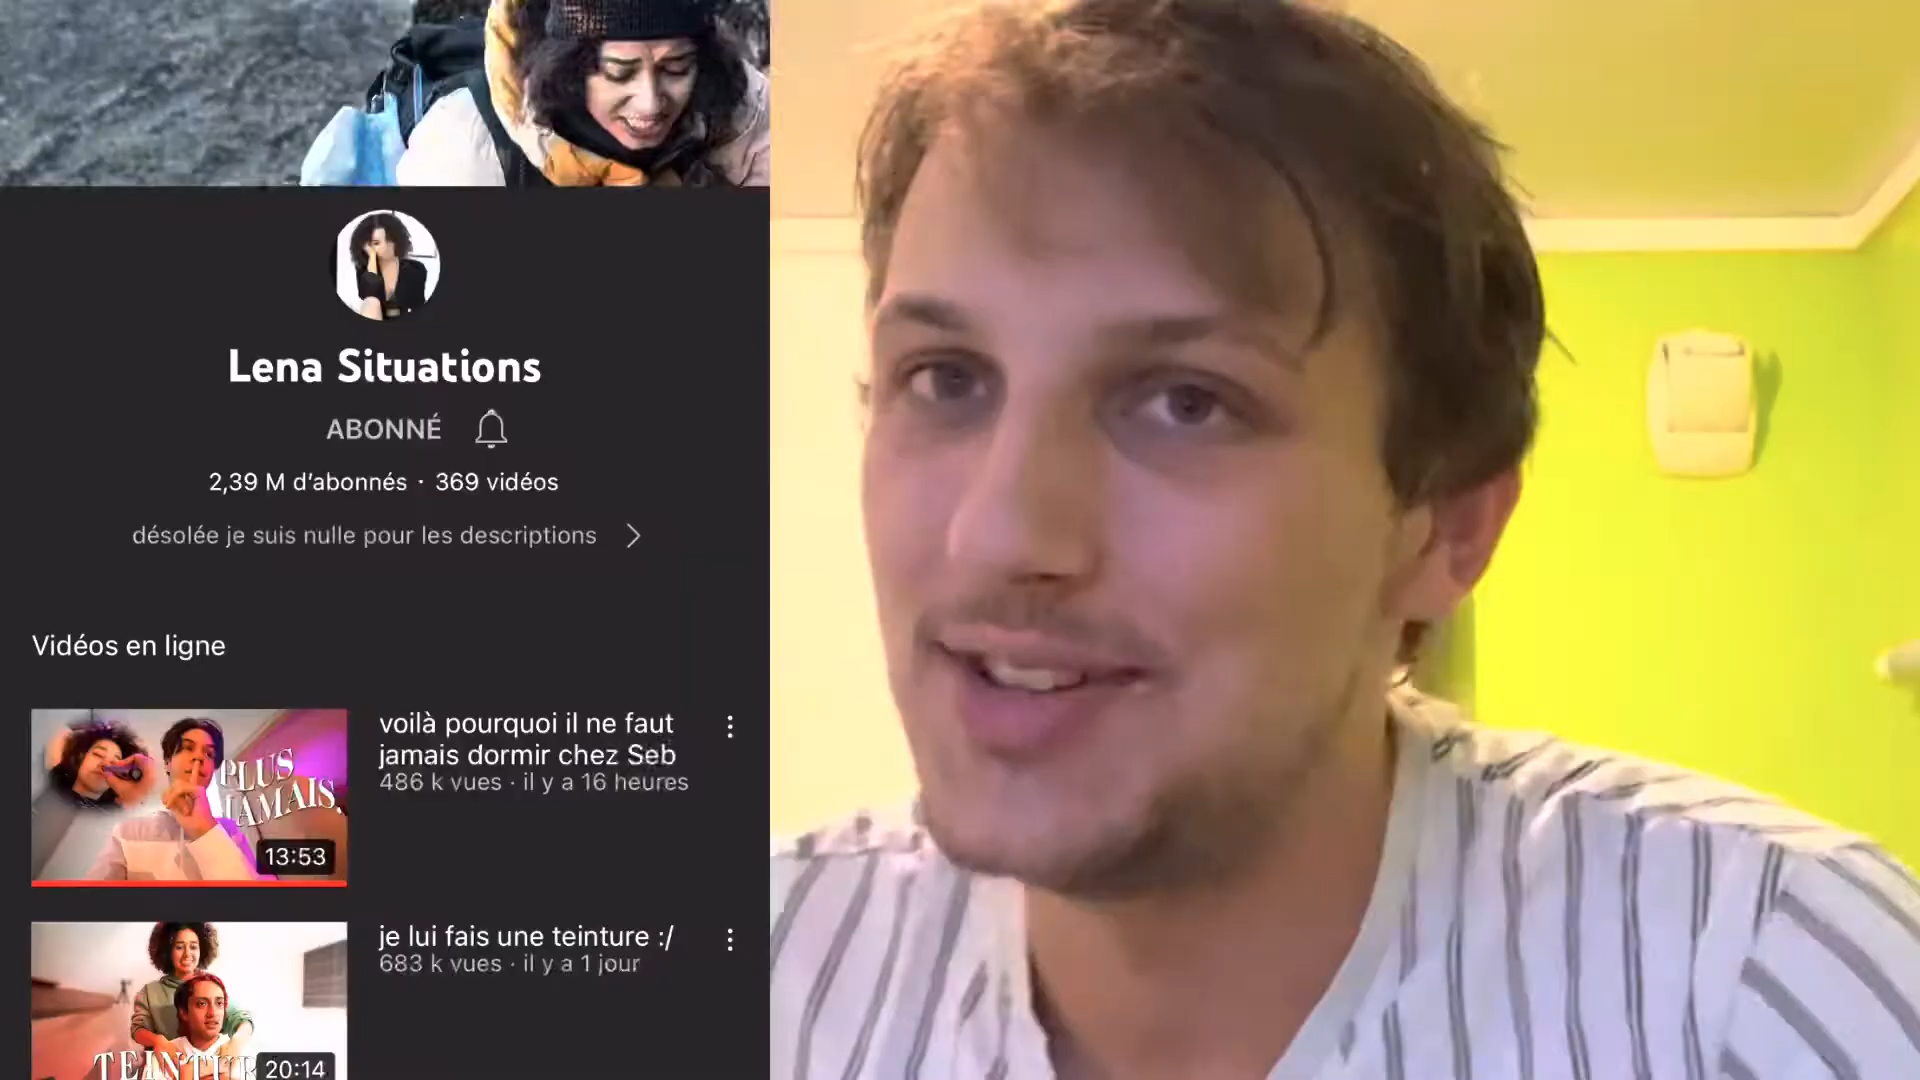 Lena Situations
ABONNÉ
2,39 M d'abonnés · 369 vidéos
désolée je suis nulle pour les descriptions
Vidéos en ligne
voilà pourquoi il ne faut
jamais dormir chez Seb
486 k vues · il y a 16 heures
PLUS
JAMAIS.
13:53
je lui fais une teinture :/
683 k vues · il y a 1 jour
20:14